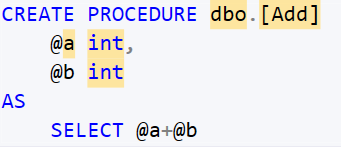 CREATE PROCEDURE dbo.[Add]
@a int,
@b int
AS
SELECT @a+@b